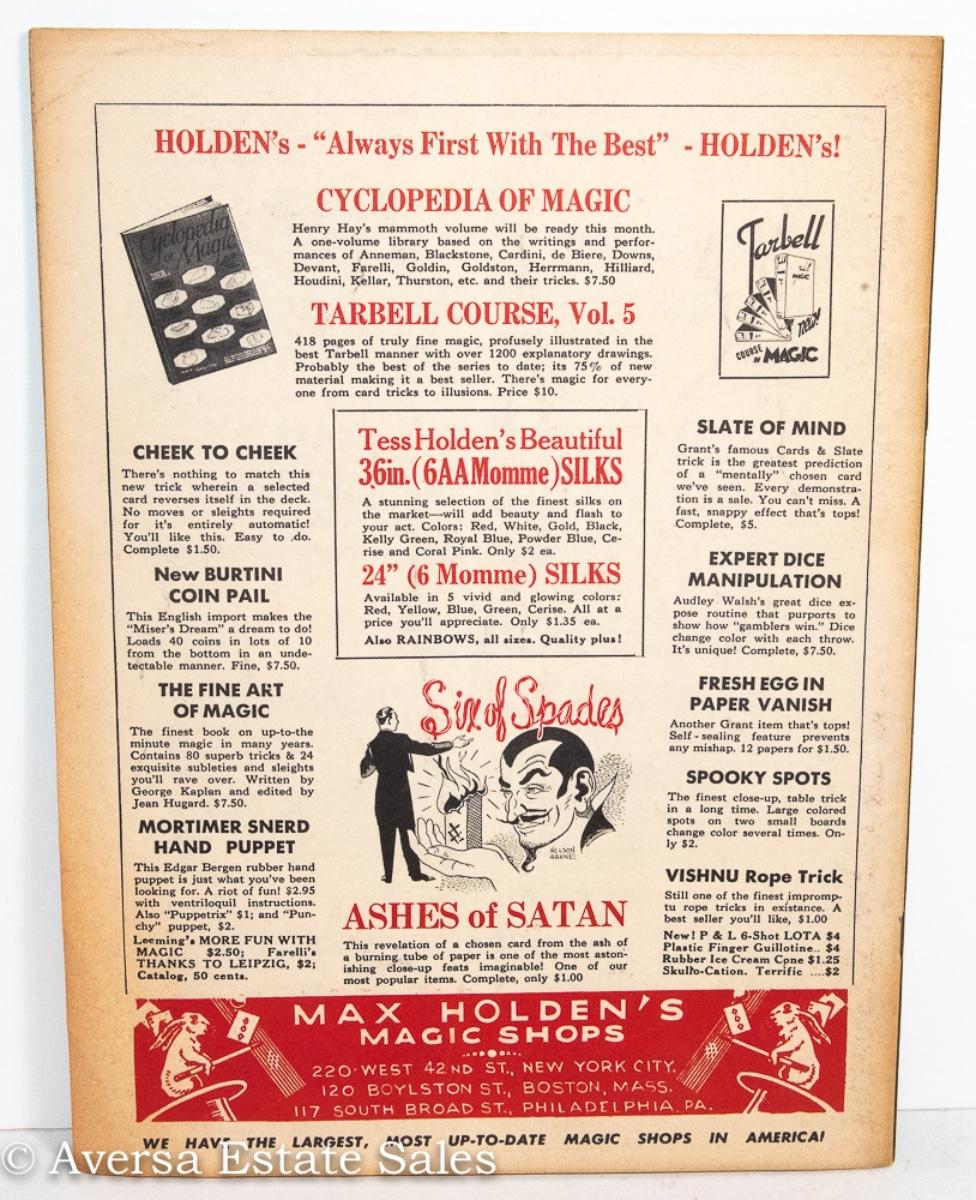 HOLDEN's - "Always First With The Best" - HOLDEN's!
Cyclopedia
of Magic
CYCLOPEDIA OF MAGIC
Henry Hay's mammoth volume will be ready this month.
A one-volume library based on the writings and perfor-
mances of Anneman, Blackstone, Cardini, de Biere, Downs,
Devant, Farelli, Goldin, Goldston, Herrmann, Hilliard,
Houdini, Kellar, Thurston, etc. and their tricks. $7.50
TARBELL COURSE, Vol. 5
418 pages of truly fine magic, profusely illustrated in the
best Tarbell manner with over 1200 explanatory drawings.
Probably the best of the series to date; its 75% of new
material making it a best seller. There's magic for every-
one from card tricks to illusions. Price $10.
Tarbell
MAGIC
new!
COURSE
IN MAGIC
CHEEK TO CHEEK
There's nothing to match this
new trick wherein a selected
card reverses itself in the deck.
No moves or sleights required
for it's entirely automatic!
You'll like this. Easy to do.
Complete $1.50.
New BURTINI
COIN PAIL
This English import makes the
"Miser's Dream" a dream to do!
Loads 40 coins in lots of 10
from the bottom in an unde-
tectable manner. Fine, $7.50.
THE FINE ART
OF MAGIC
The finest book on up-to-the
minute magic in many years.
Contains 80 superb tricks & 24
exquisite subleties and sleights
you'll rave over. Written by
George Kaplan and edited by
Jean Hugard. $7.50.
MORTIMER SNERD
HAND PUPPET
This Edgar Bergen rubber hand
puppet is just what you've been
looking for. A riot of fun! $2.95
with ventriloquil instructions.
Also "Puppetrix" $1; and "Pun-
chy" puppet, $2.
Leeming's MORE FUN WITH
MAGIC $2.50; Farelli's
THANKS TO LEIPZIG, $2;
Catalog, 50 cents.
Tess Holden's Beautiful
36in. (6AA Momme) SILKS
A stunning selection of the finest silks on
the market—will add beauty and flash to
your act. Colors: Red, White, Gold, Black,
Kelly Green, Royal Blue, Powder Blue, Ce-
rise and Coral Pink. Only $2 ea.
24" (6 Momme) SILKS
Available in 5 vivid and glowing colors:
Red, Yellow, Blue, Green, Cerise. All at a
price you'll appreciate. Only $1.35 ea.
Also RAINBOWS, all sizes. Quality plus!
Six of Spades
NELSON
HAHNE
ASHES of SATAN
This revelation of a chosen card from the ash of
a burning tube of paper is one of the most aston-
ishing close-up feats imaginable! One of our
most popular items. Complete, only $1.00
SLATE OF MIND
Grant's famous Cards & Slate
trick is the greatest prediction
of a "mentally" chosen card
we've seen. Every demonstra-
tion is a sale. You can't miss. A
fast, snappy effect that's tops!
Complete, $5.
EXPERT DICE
MANIPULATION
Audley Walsh's great dice ex-
pose routine that purports to
show how "gamblers win." Dice
change color with each throw.
It's unique! Complete, $7.50.
FRESH EGG IN
PAPER VANISH
Another Grant item that's tops!
Self-sealing feature prevents
any mishap. 12 papers for $1.50.
SPOOKY SPOTS
The finest close-up, table trick
in a long time. Large colored
spots on two small boards
change color several times. On-
ly $2.
VISHNU Rope Trick
Still one of the finest impromp-
tu rope tricks in existance. A
best seller you'll like, $1.00
New! P & L 6-Shot LOTA $4
Plastic Finger Guillotine.. $4
Rubber Ice Cream Cone $1.25
Skullo-Cation. Terrific ....$2
MAX HOLDEN'S
MAGIC SHOPS
220 WEST 42ND ST., NEW YORK CITY.
120 BOYLSTON ST., BOSTON, MASS.
117 SOUTH BROAD ST., PHILADELPHIA, PA.
WE HAVE THE LARGEST, MOST UP-TO-DATE MAGIC SHOPS IN AMERICA!
© Aversa Estate Sales